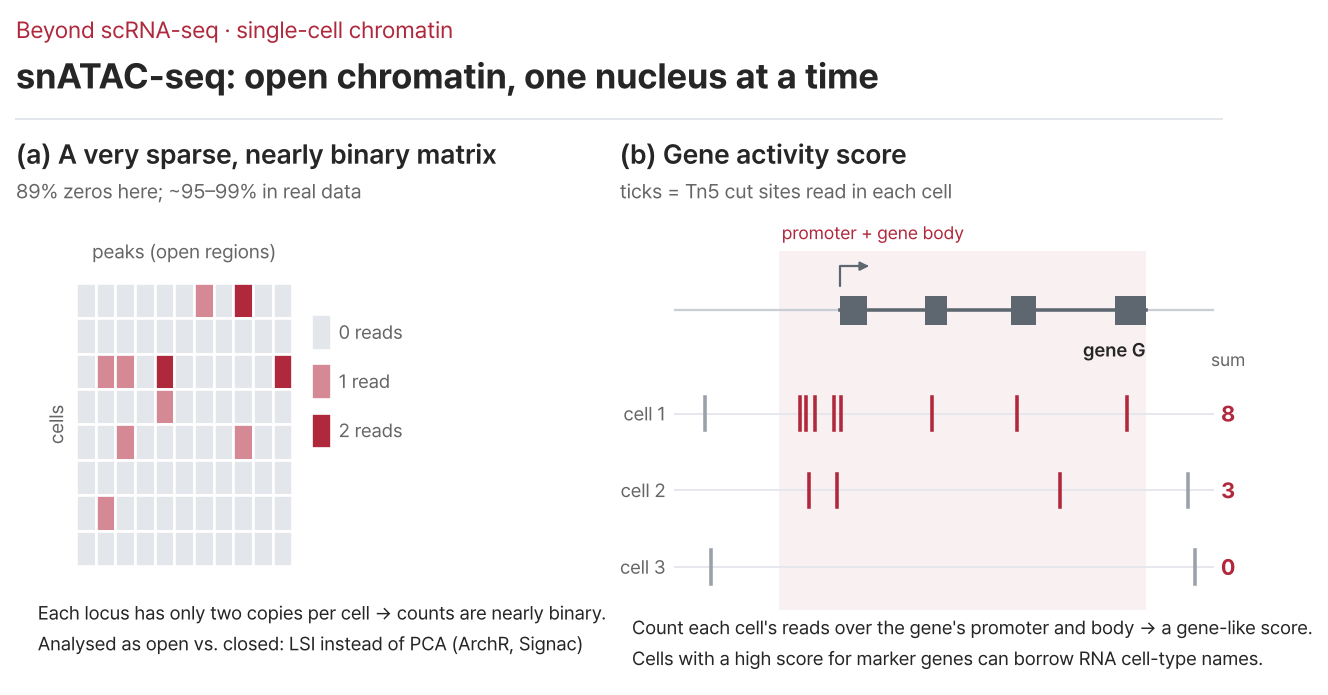 Beyond scRNA-seq · single-cell chromatin
snATAC-seq: open chromatin, one nucleus at a time
(a) A very sparse, nearly binary matrix
89% zeros here; ~95–99% in real data
peaks (open regions)
cells
0 reads
1 read
2 reads
Each locus has only two copies per cell → counts are nearly binary.
Analysed as open vs. closed: LSI instead of PCA (ArchR, Signac)
(b) Gene activity score
ticks = Tn5 cut sites read in each cell
promoter + gene body
gene G
sum
cell 1 8
cell 2 3
cell 3 0
Count each cell's reads over the gene's promoter and body → a gene-like score.
Cells with a high score for marker genes can borrow RNA cell-type names.